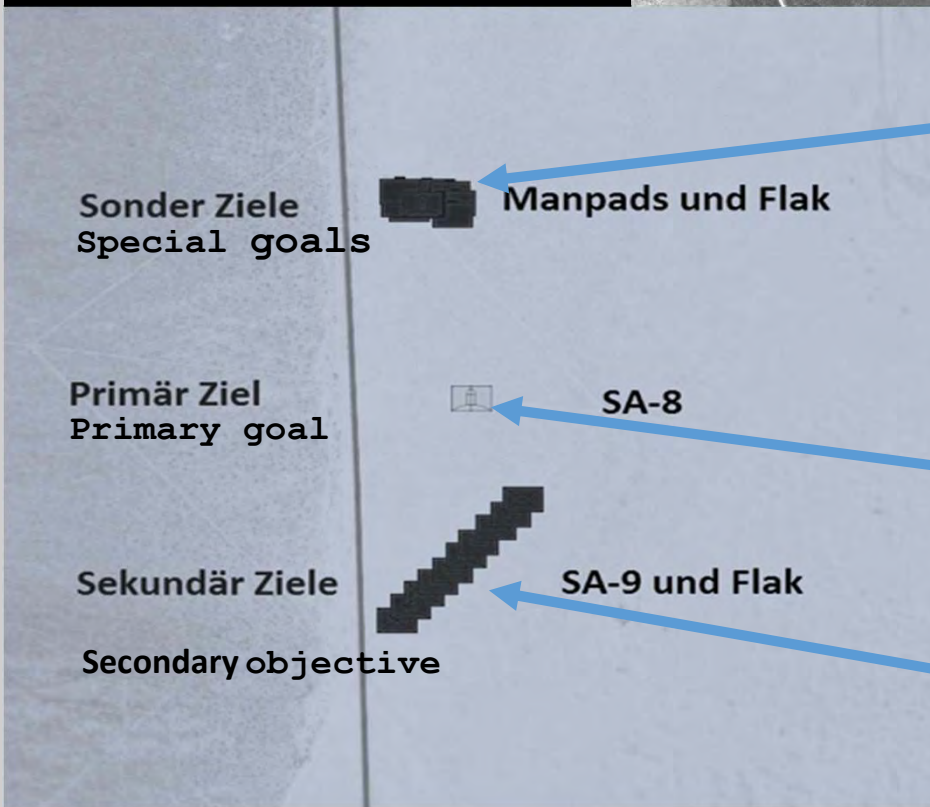 Sonder Ziele
Special goals
Manpads und Flak
Primär Ziel
Primary goal
SA-8
Sekundär Ziele
SA-9 und Flak
Secondary objective